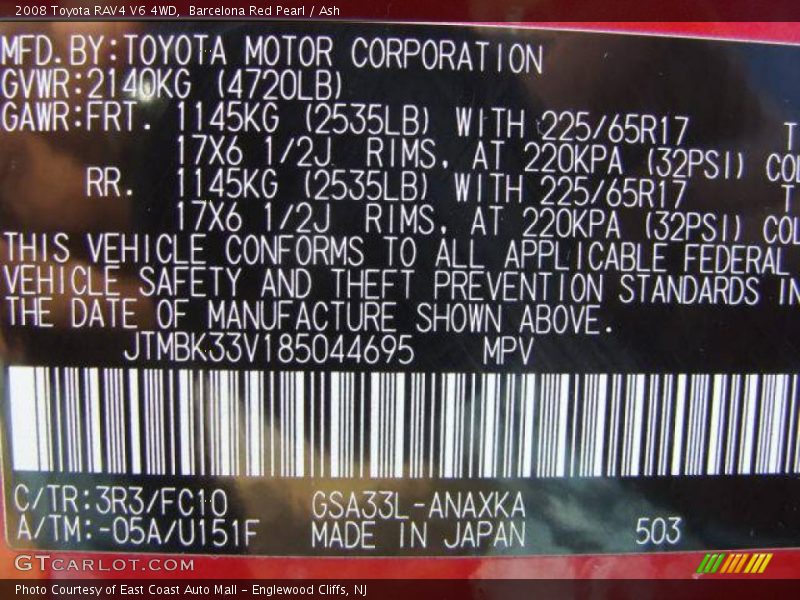 2008 Toyota RAV4 V6 4WD,  Barcelona Red Pearl / Ash
MFD.BY:TOYOTA MOTOR CORPORATION
GVWR:2140KG (4720LB)
GAWR:FRT. 1145KG (2535LB) WITH 225/65R17 T
17X6 1/2J RIMS, AT 220KPA (32PSI) COL
RR. 1145KG (2535LB) WITH 225/65R17 T
17X6 1/2J RIMS, AT 220KPA (32PSI) COL
THIS VEHICLE CONFORMS TO ALL APPLICABLE FEDERAL
VEHICLE SAFETY AND THEFT PREVENTION STANDARDS IN
THE DATE OF MANUFACTURE SHOWN ABOVE.
JTMBK33V185044695 MPV
C/TR:3R3/FC10 GSA33L-ANAXKA
A/TM:-05A/U151F MADE IN JAPAN 503
GTCARLOT.COM
Photo Courtesy of East Coast Auto Mall - Englewood Cliffs, NJ